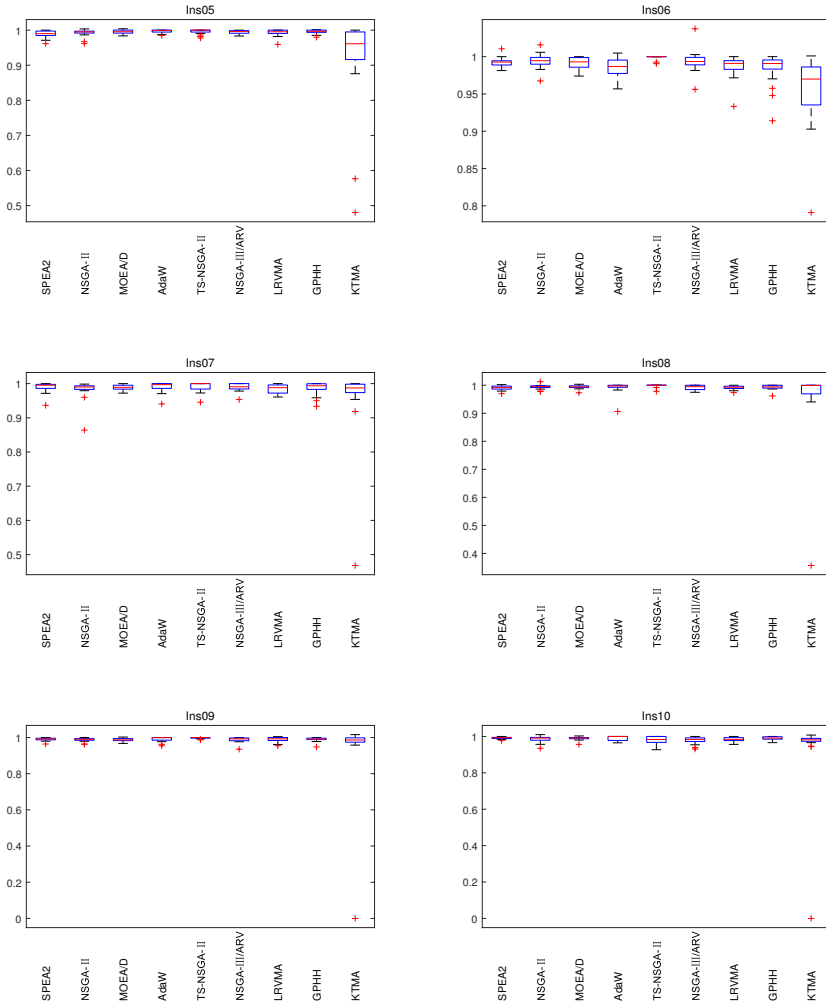 Ins05
1
0.9
0.8
0.7
0.6
0.5
SPEA2
NSGA-II
MOEA/D
AdaW
TS-NSGA-II
NSGA-III/ARV
LRVMA
GPHH
KTMA
Ins06
1
0.95
0.9
0.85
0.8
SPEA2
NSGA-II
MOEA/D
AdaW
TS-NSGA-II
NSGA-III/ARV
LRVMA
GPHH
KTMA
Ins07
1
0.9
0.8
0.7
0.6
0.5
SPEA2
NSGA-II
MOEA/D
AdaW
TS-NSGA-II
NSGA-III/ARV
LRVMA
GPHH
KTMA
Ins08
1
0.9
0.8
0.7
0.6
0.5
0.4
SPEA2
NSGA-II
MOEA/D
AdaW
TS-NSGA-II
NSGA-III/ARV
LRVMA
GPHH
KTMA
Ins09
1
0.8
0.6
0.4
0.2
0
SPEA2
NSGA-II
MOEA/D
AdaW
TS-NSGA-II
NSGA-III/ARV
LRVMA
GPHH
KTMA
Ins10
1
0.8
0.6
0.4
0.2
0
SPEA2
NSGA-II
MOEA/D
AdaW
TS-NSGA-II
NSGA-III/ARV
LRVMA
GPHH
KTMA